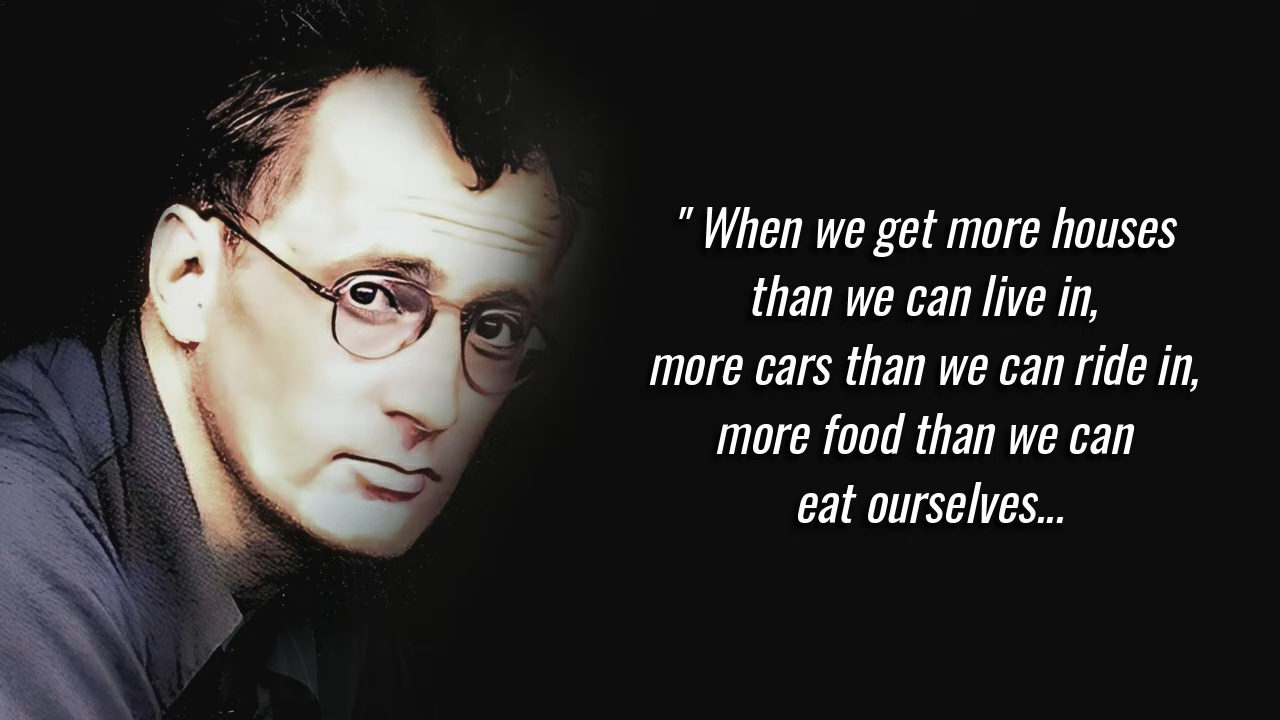 " When we get more houses
than we can live in,
more cars than we can ride in,
more food than we can
eat ourselves...